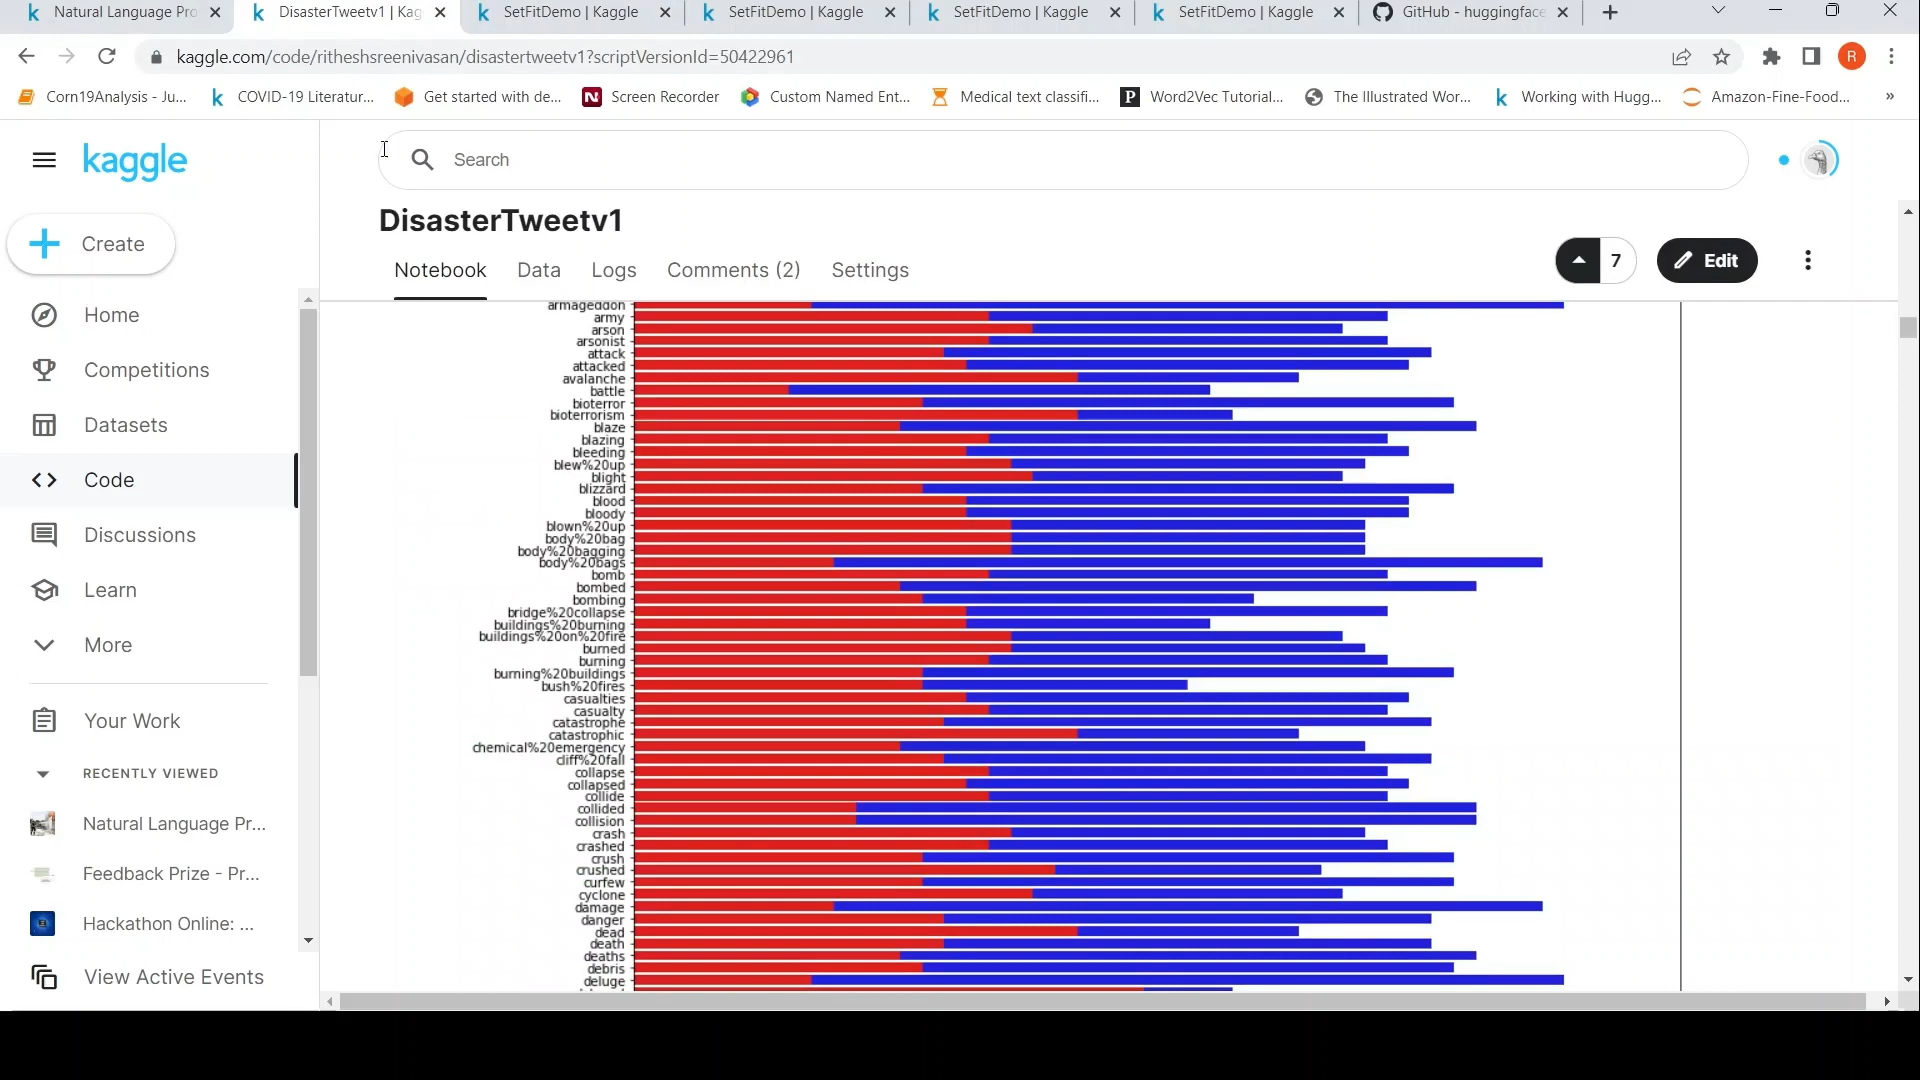 Natural Language Pro
DisasterTweetv1 | Kag
SetFitDemo | Kaggle
SetFitDemo | Kaggle
SetFitDemo | Kaggle
SetFitDemo | Kaggle
GitHub - huggingface
kaggle.com/code/ritheshsreenivasan/disastertweetv1?scriptVersionId=50422961
R
Corn19Analysis - Ju...
COVID-19 Literatur...
Get started with de...
Screen Recorder
Custom Named Ent...
Medical text classifi...
Word2Vec Tutorial...
The Illustrated Wor...
Working with Hugg...
Amazon-Fine-Food...
»
kaggle
Search
Create
Home
Competitions
Datasets
Code
Discussions
Learn
More
Your Work
RECENTLY VIEWED
Natural Language Pr...
Feedback Prize - Pr...
Hackathon Online: ...
View Active Events
DisasterTweetv1
Notebook Data Logs Comments (2) Settings
7
Edit
armageddon
army
arson
arsonist
attack
attacked
avalanche
battle
bioterror
bioterrorism
blaze
blazing
bleeding
blew%20up
blight
blizzard
blood
bloody
blown%20up
body%20bag
body%20bagging
body%20bags
bomb
bombed
bombing
bridge%20collapse
buildings%20burning
buildings%20on%20fire
burned
burning
burning%20buildings
bush%20fires
casualties
casualty
catastrophe
catastrophic
chemical%20emergency
cliff%20fall
collapse
collapsed
collide
collided
collision
crash
crashed
crush
crushed
curfew
cyclone
damage
danger
dead
death
deaths
debris
deluge